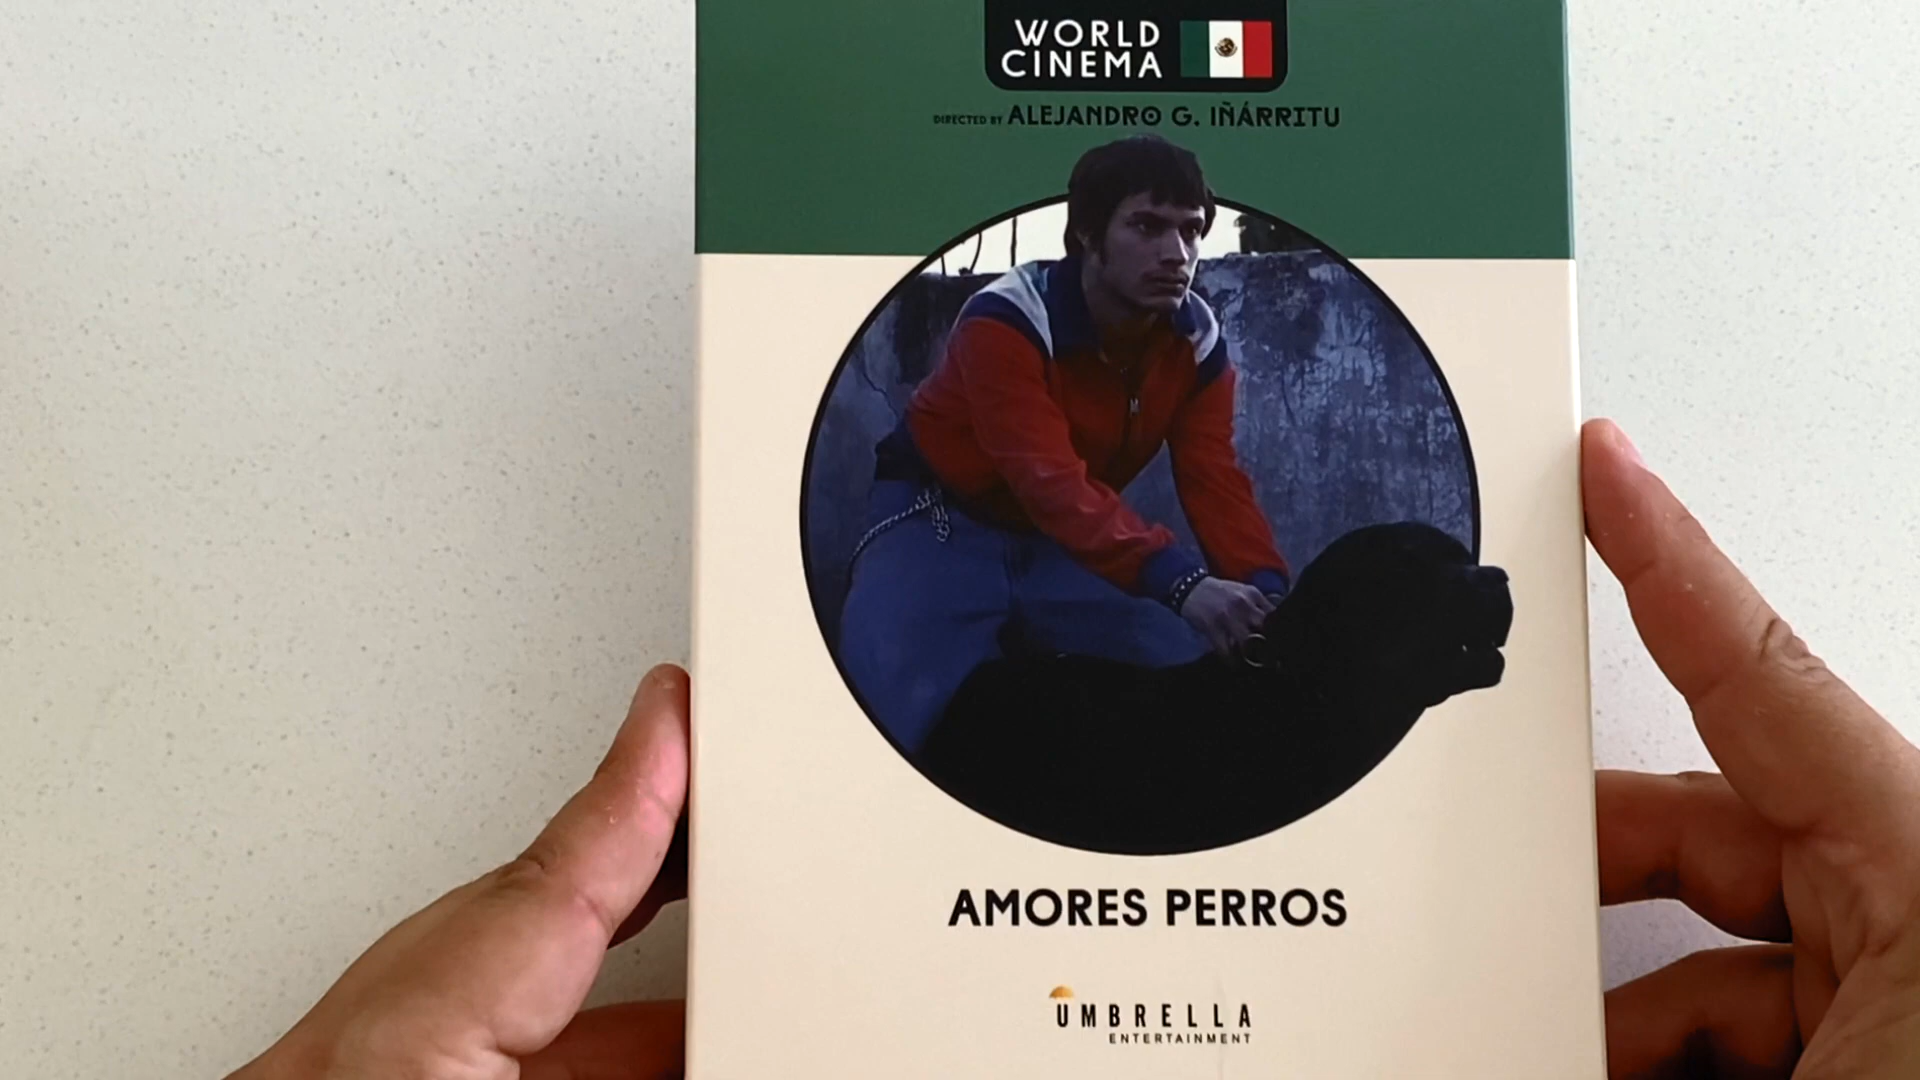 WORLD
CINEMA
DIRECTED BY ALEJANDRO G. IÑÁRRITU
AMORES PERROS
UMBRELLA
ENTERTAINMENT